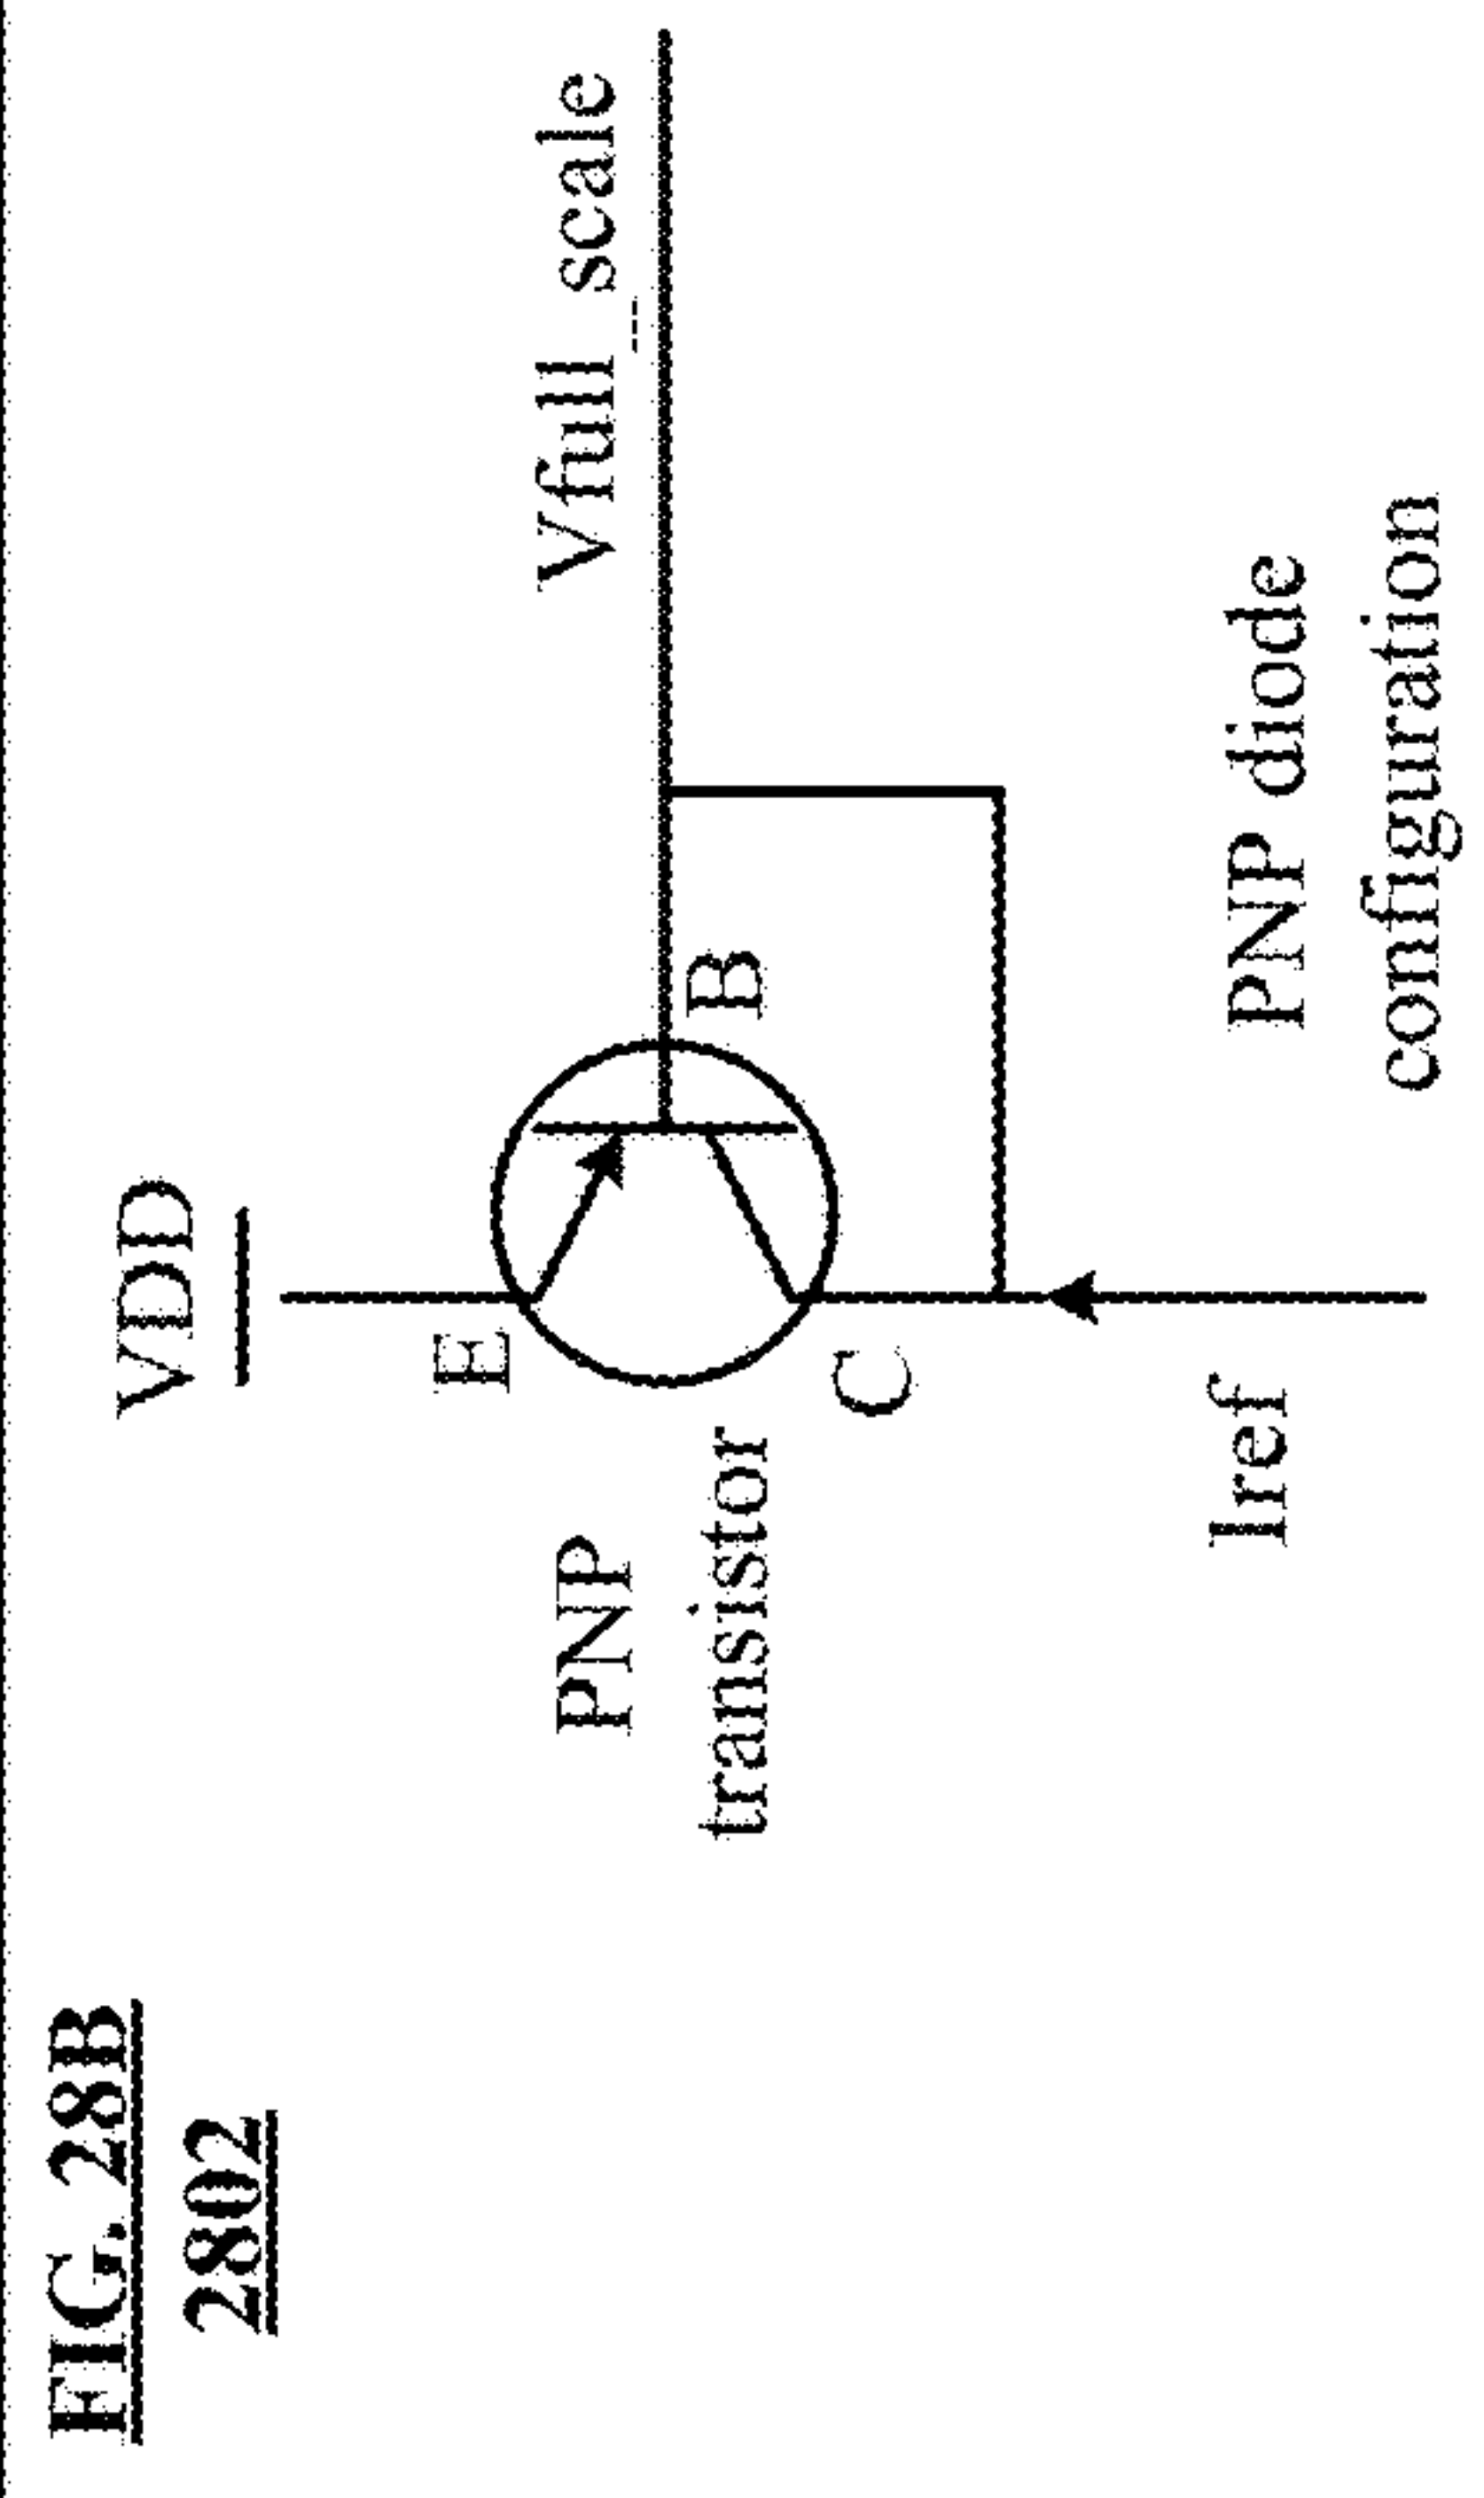 FIG. 28B
2802
VDD
E
Vfull_scale
PNP
transistor
B
C
Iref
PNP diode
configuration